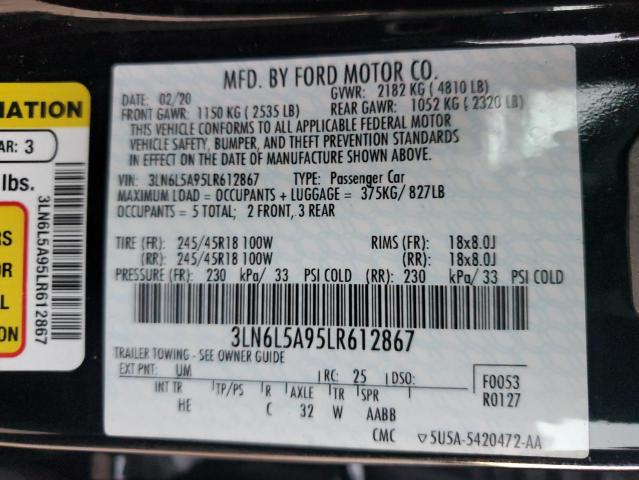 MATION
AR: 3
lbs.
RS
OR
L
ON
3LN6L5A95LR612867
MFD. BY FORD MOTOR CO.
DATE: 02/20 GVWR: 2182 KG ( 4810 LB)
FRONT GAWR: 1150 KG ( 2535 LB) REAR GAWR: 1052 KG ( 2320 LB)
THIS VEHICLE CONFORMS TO ALL APPLICABLE FEDERAL MOTOR
VEHICLE SAFETY, BUMPER, AND THEFT PREVENTION STANDARDS
IN EFFECT ON THE DATE OF MANUFACTURE SHOWN ABOVE.
VIN: 3LN6L5A95LR612867 TYPE: Passenger Car
MAXIMUM LOAD = OCCUPANTS + LUGGAGE = 375KG/ 827LB
OCCUPANTS = 5 TOTAL; 2 FRONT, 3 REAR
TIRE (FR): 245/45R18 100W RIMS (FR): 18x8.0J
(RR): 245/45R18 100W (RR): 18x8.0J
PRESSURE (FR): 230 kPa/ 33 PSI COLD (RR): 230 kPa/ 33 PSI COLD
3LN6L5A95LR612867
TRAILER TOWING - SEE OWNER GUIDE
EXT PNT: UM RC: 25 DSO: F0053
INT TR TP/PS R AXLE TR SPR R0127
HE C 32 W AABB
CMC 5U5A-5420472-AA